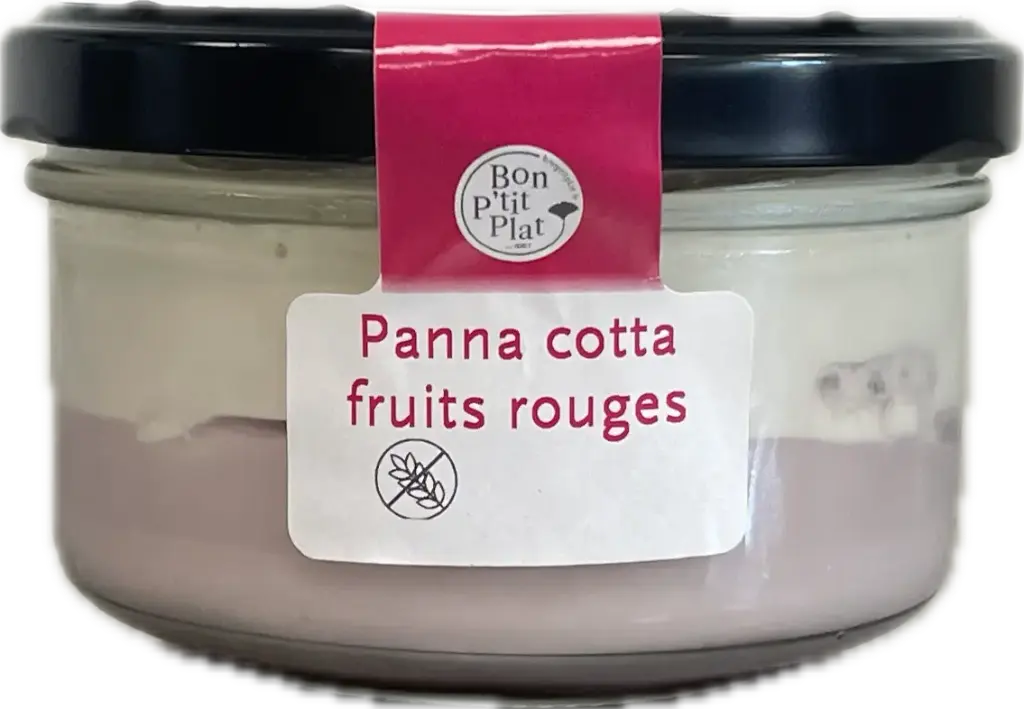 Bon
P'tit
Plat
Panna cotta
fruits rouges